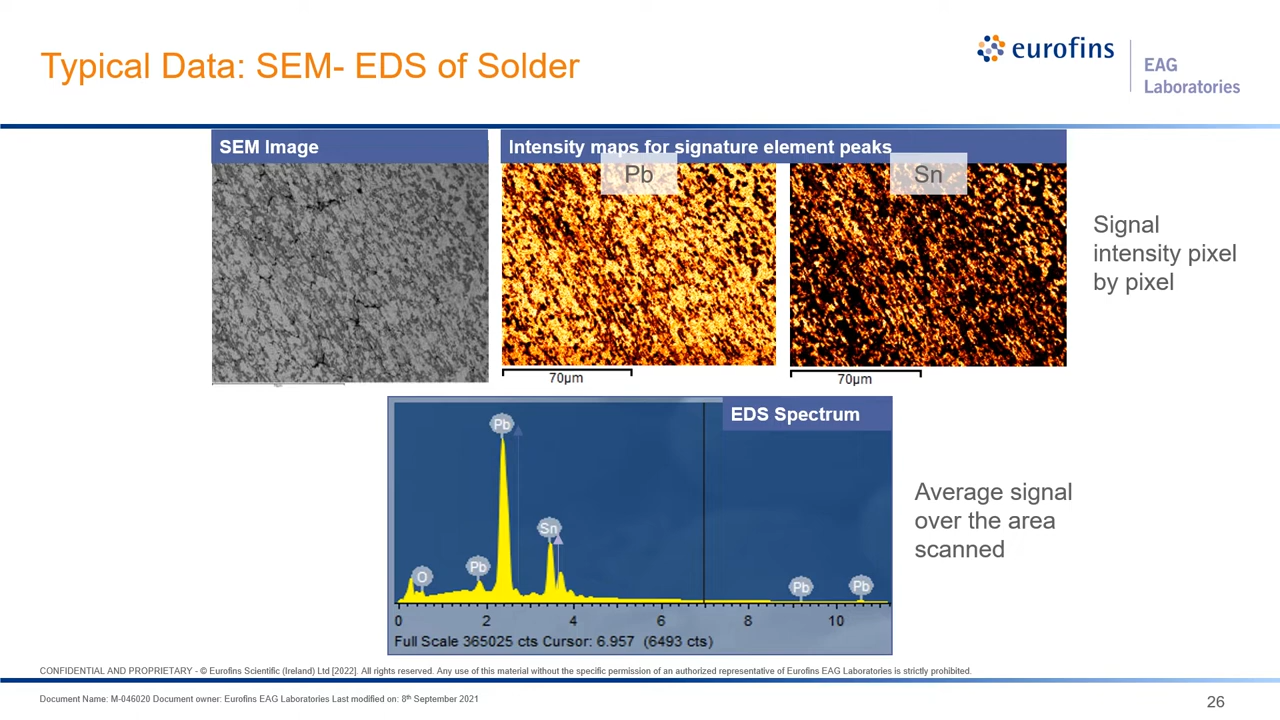 Typical Data: SEM- EDS of Solder
eurofins
EAG
Laboratories
SEM Image
Intensity maps for signature element peaks
Pb
Sn
70µm
70µm
Signal
intensity pixel
by pixel
EDS Spectrum
Pb
Sn
O
Pb
Pb
Pb
0 2 4 6 8 10
Full Scale 365025 cts Cursor: 6.957 (6493 cts)
Average signal
over the area
scanned
CONFIDENTIAL AND PROPRIETARY - © Eurofins Scientific (Ireland) Ltd [2022]. All rights reserved. Any use of this material without the specific permission of an authorized representative of Eurofins EAG Laboratories is strictly prohibited.
Document Name: M-046020 Document owner: Eurofins EAG Laboratories Last modified on: 8th September 2021
26